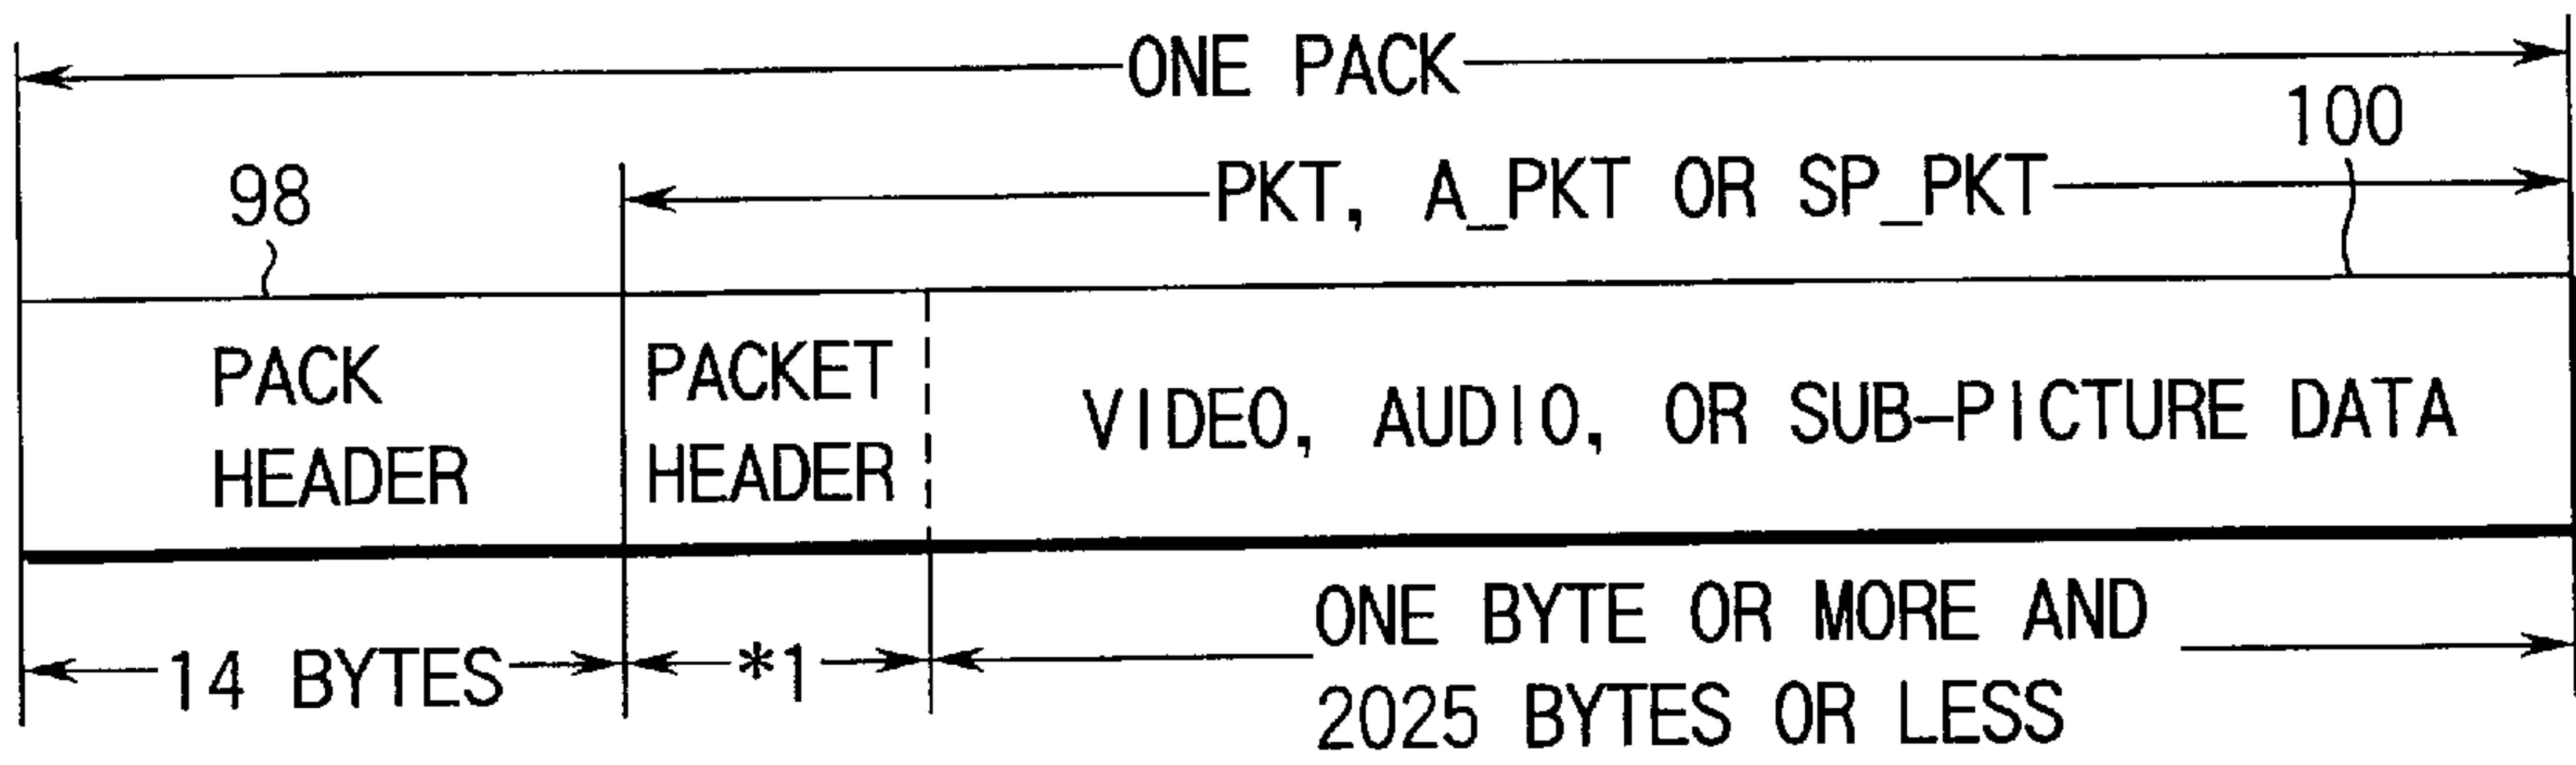 ONE PACK
100
98
PKT, A_PKT OR SP_PKT
PACK
HEADER
PACKET
HEADER
VIDEO, AUDIO, OR SUB-PICTURE DATA
14 BYTES
*1
ONE BYTE OR MORE AND
2025 BYTES OR LESS